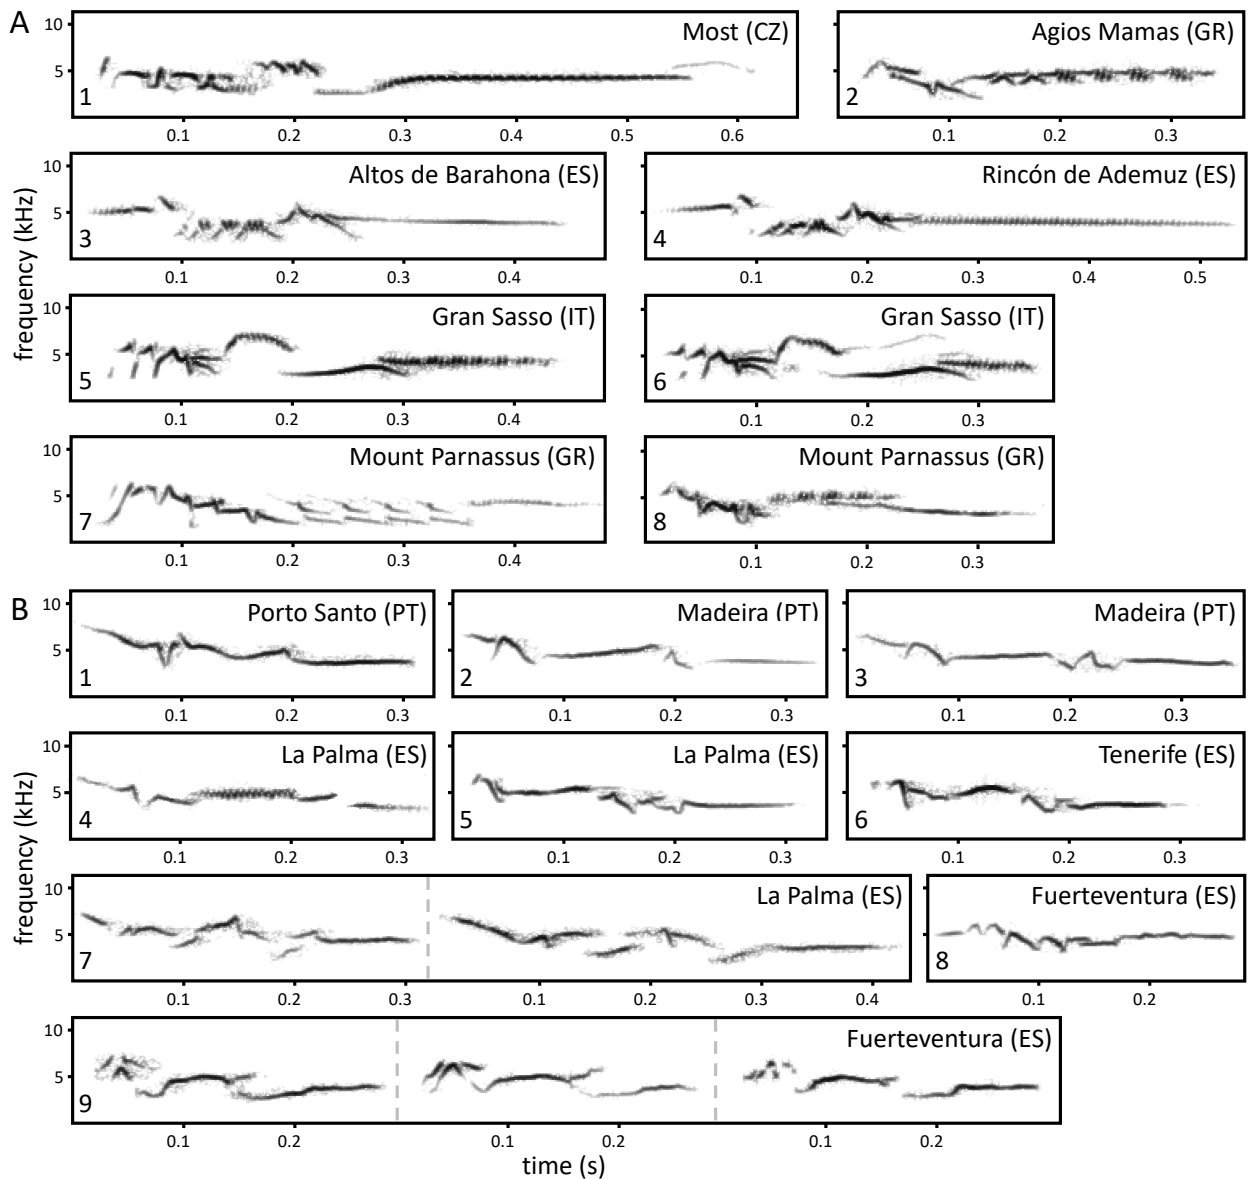 A
10
5
1
Most (CZ)
0.1 0.2 0.3 0.4 0.5 0.6
2
Agios Mamas (GR)
0.1 0.2 0.3
10
5
3
Altos de Barahona (ES)
0.1 0.2 0.3 0.4
4
Rincón de Ademuz (ES)
0.1 0.2 0.3 0.4 0.5
frequency (kHz)
10
5
5
Gran Sasso (IT)
0.1 0.2 0.3 0.4
6
Gran Sasso (IT)
0.1 0.2 0.3
10
5
7
Mount Parnassus (GR)
0.1 0.2 0.3 0.4
8
Mount Parnassus (GR)
0.1 0.2 0.3
B
10
5
1
Porto Santo (PT)
0.1 0.2 0.3
2
Madeira (PT)
0.1 0.2 0.3
3
Madeira (PT)
0.1 0.2 0.3
10
5
4
La Palma (ES)
0.1 0.2 0.3
5
La Palma (ES)
0.1 0.2 0.3
6
Tenerife (ES)
0.1 0.2 0.3
frequency (kHz)
10
5
7
La Palma (ES)
0.1 0.2 0.3 0.1 0.2 0.3 0.4
8
Fuerteventura (ES)
0.1 0.2
10
5
9
Fuerteventura (ES)
0.1 0.2 0.1 0.2 0.1 0.2
time (s)